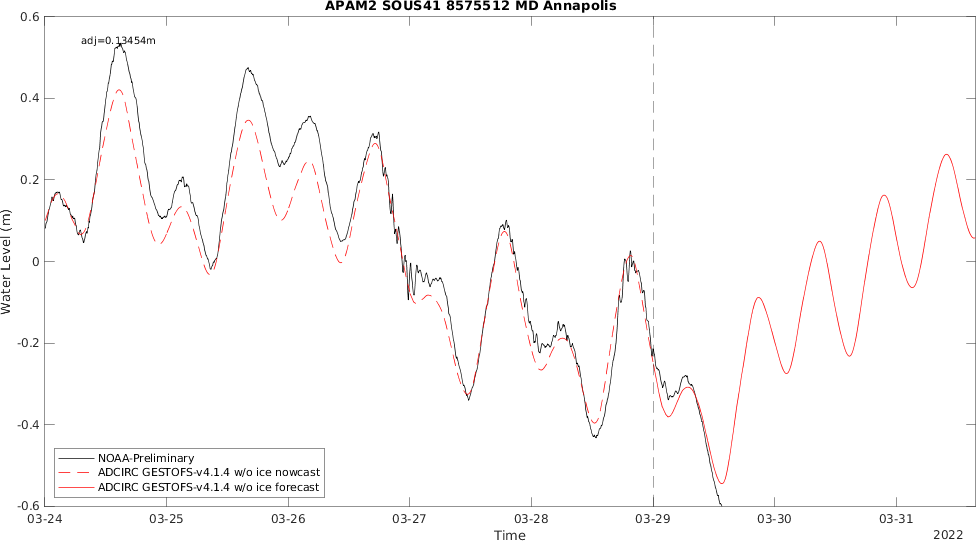 APAM2 SOUS41 8575512 MD Annapolis
adj=0.13454m
0.6
0.4
0.2
0
-0.2
-0.4
-0.6
Water Level (m)
NOAA-Preliminary
ADCIRC GESTOFS-v4.1.4 w/o ice nowcast
ADCIRC GESTOFS-v4.1.4 w/o ice forecast
03-24 03-25 03-26 03-27 03-28 03-29 03-30 03-31
Time
2022